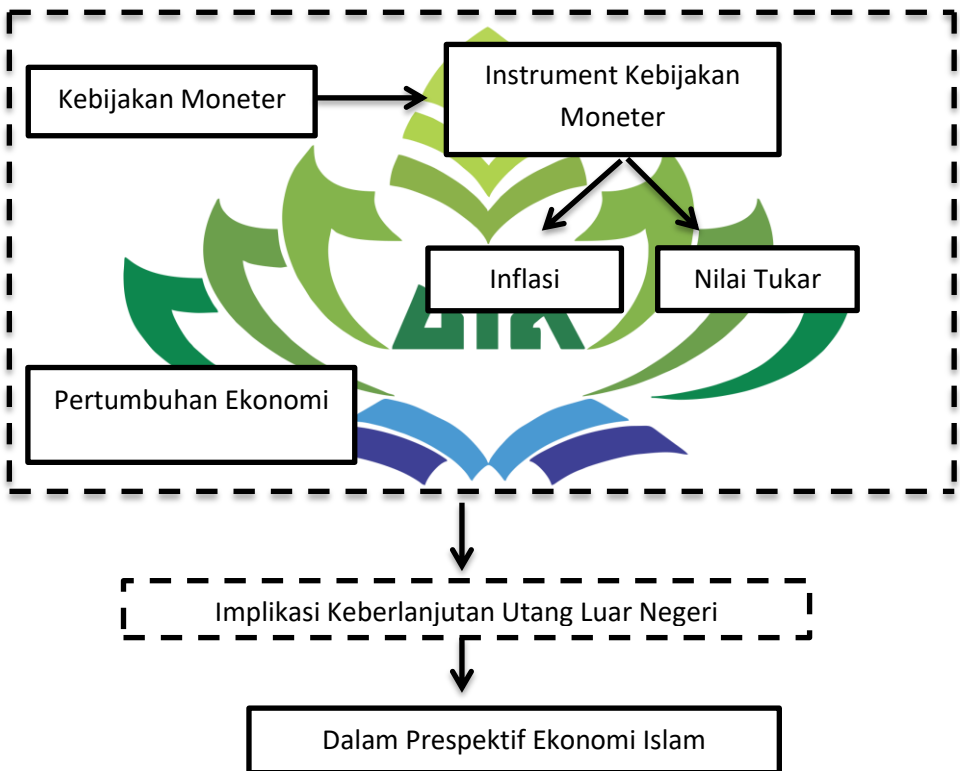 Kebijakan Moneter
Instrument Kebijakan
Moneter
Inflasi
Nilai Tukar
Pertumbuhan Ekonomi
Implikasi Keberlanjutan Utang Luar Negeri
Dalam Prespektif Ekonomi Islam